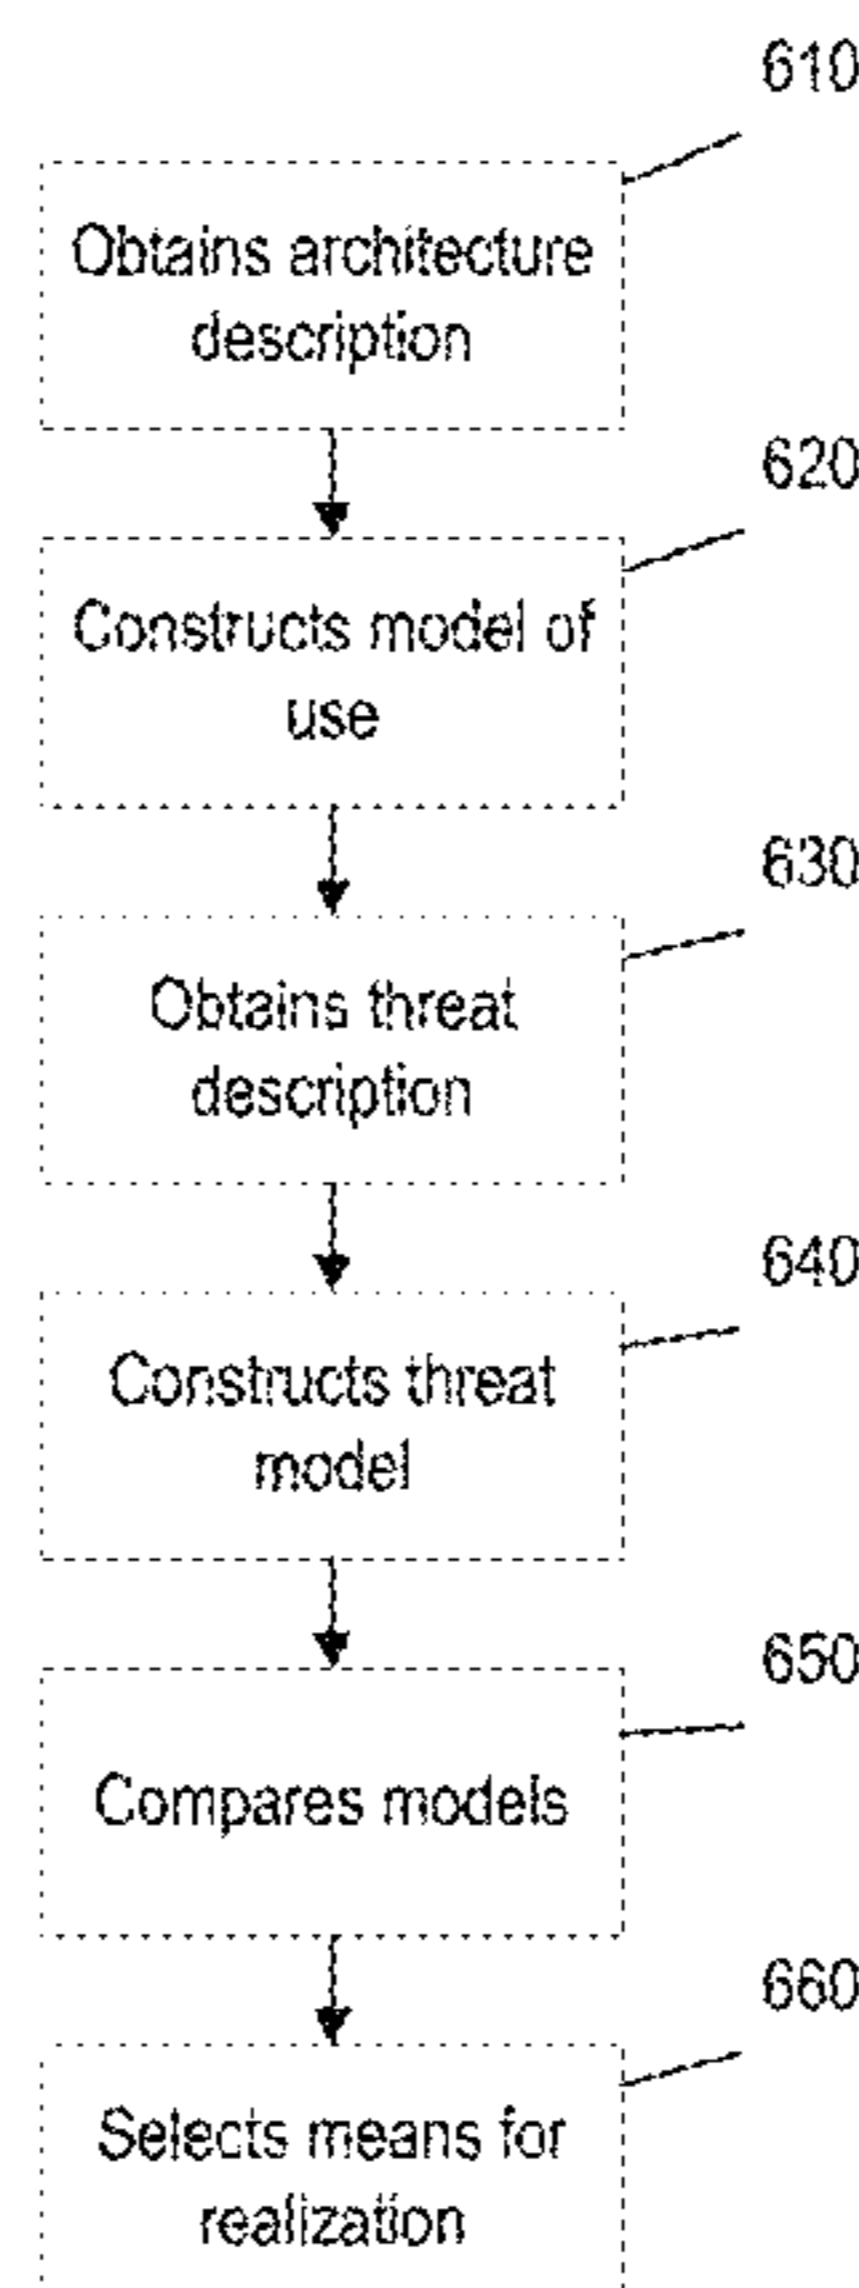 610
Obtains architecture
description
620
Constructs model of
use
630
Obtains threat
description
640
Constructs threat
model
650
Compares models
660
Selects means for
realization